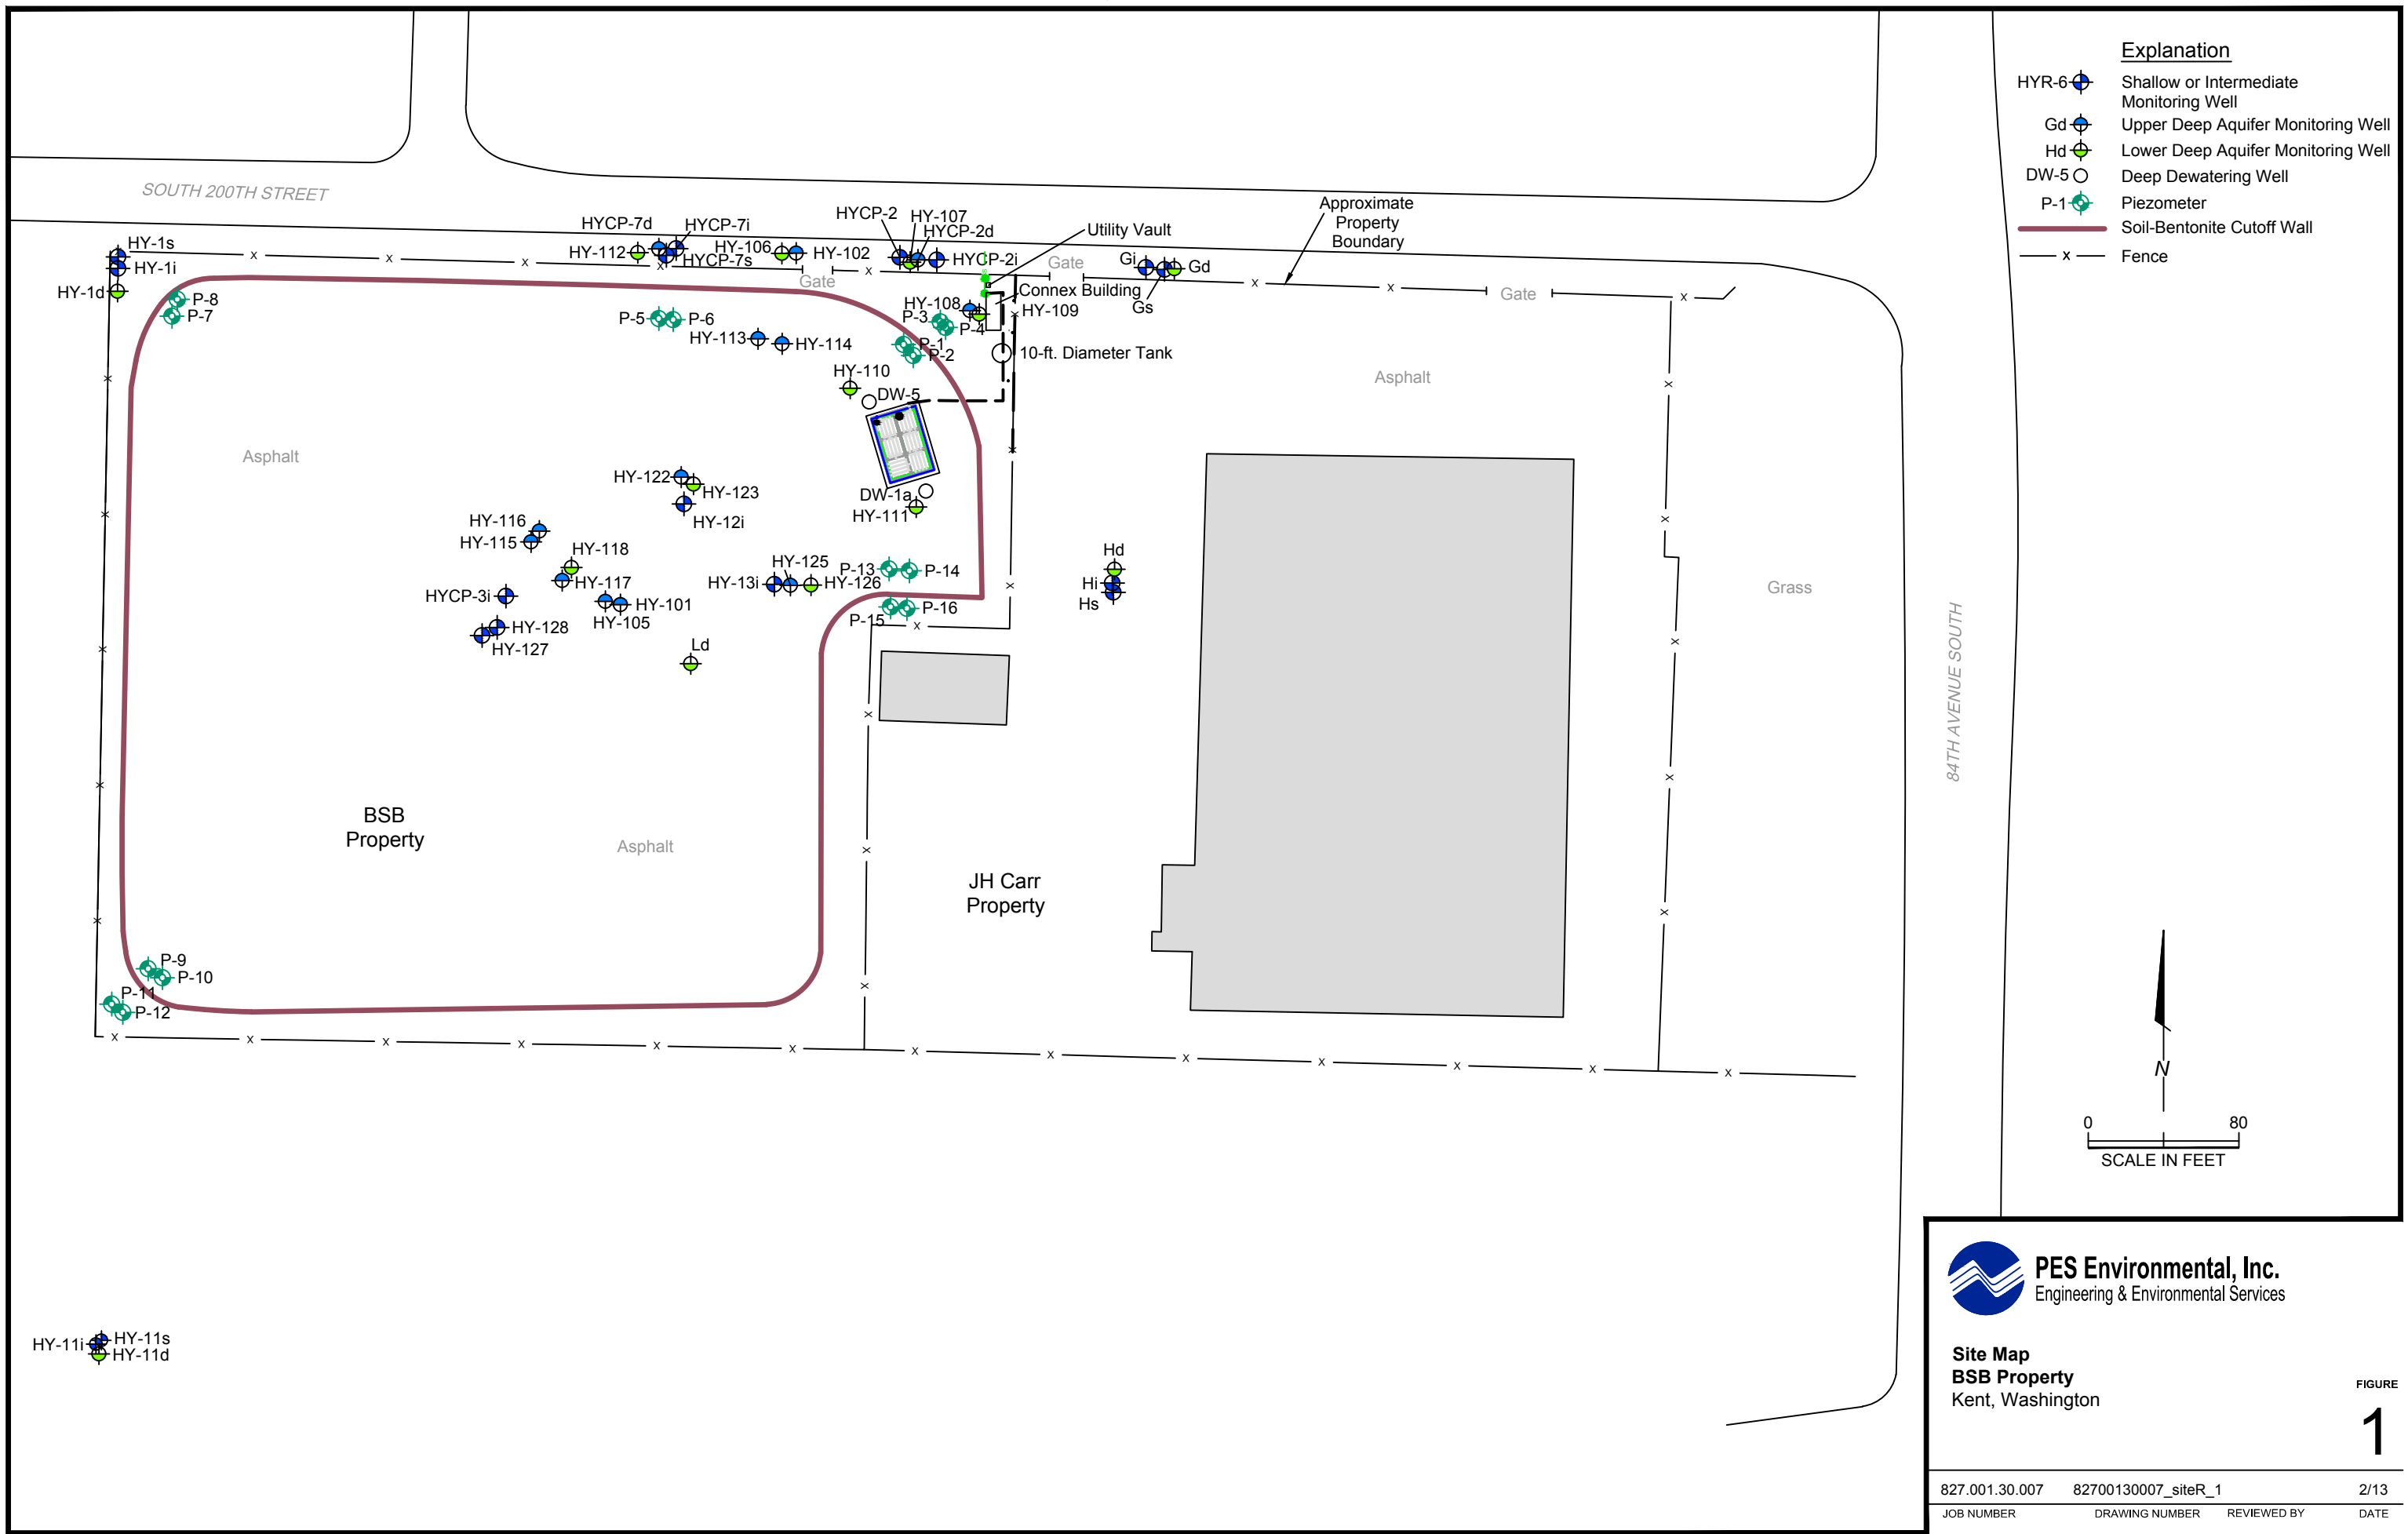 Explanation
HYR-6
Shallow or Intermediate
Monitoring Well
Gd
Upper Deep Aquifer Monitoring Well
Hd
Lower Deep Aquifer Monitoring Well
DW-5
Deep Dewatering Well
P-1
Piezometer
Soil-Bentonite Cutoff Wall
x
Fence
SOUTH 200TH STREET
HY-1s
HY-1i
HY-1d
P-8
P-7
HYCP-7d
HYCP-7i
HY-112
HYCP-7s
HY-106
HY-102
HYCP-2
HY-107
HYCP-2d
HYCP-2i
Utility Vault
Approximate
Property
Boundary
Gate
Gate
Gate
Gi
Gd
Gs
Connex Building
HY-108
HY-109
P-3
P-4
P-5
P-6
HY-113
HY-114
P-1
P-2
10-ft. Diameter Tank
HY-110
DW-5
Asphalt
Asphalt
HY-122
HY-123
HY-12i
DW-1a
HY-111
HY-116
HY-115
HY-118
HY-117
HYCP-3i
HY-101
HY-105
HY-128
HY-127
HY-125
HY-13i
HY-126
P-13
P-14
P-15
P-16
Ld
Hd
Hi
Hs
Grass
84TH AVENUE SOUTH
BSB
Property
Asphalt
JH Carr
Property
P-9
P-10
P-11
P-12
HY-11i
HY-11s
HY-11d
N
0 80
SCALE IN FEET
PES Environmental, Inc.
Engineering & Environmental Services
Site Map
BSB Property
Kent, Washington
FIGURE
1
827.001.30.007 82700130007_siteR_1 2/13
JOB NUMBER DRAWING NUMBER REVIEWED BY DATE